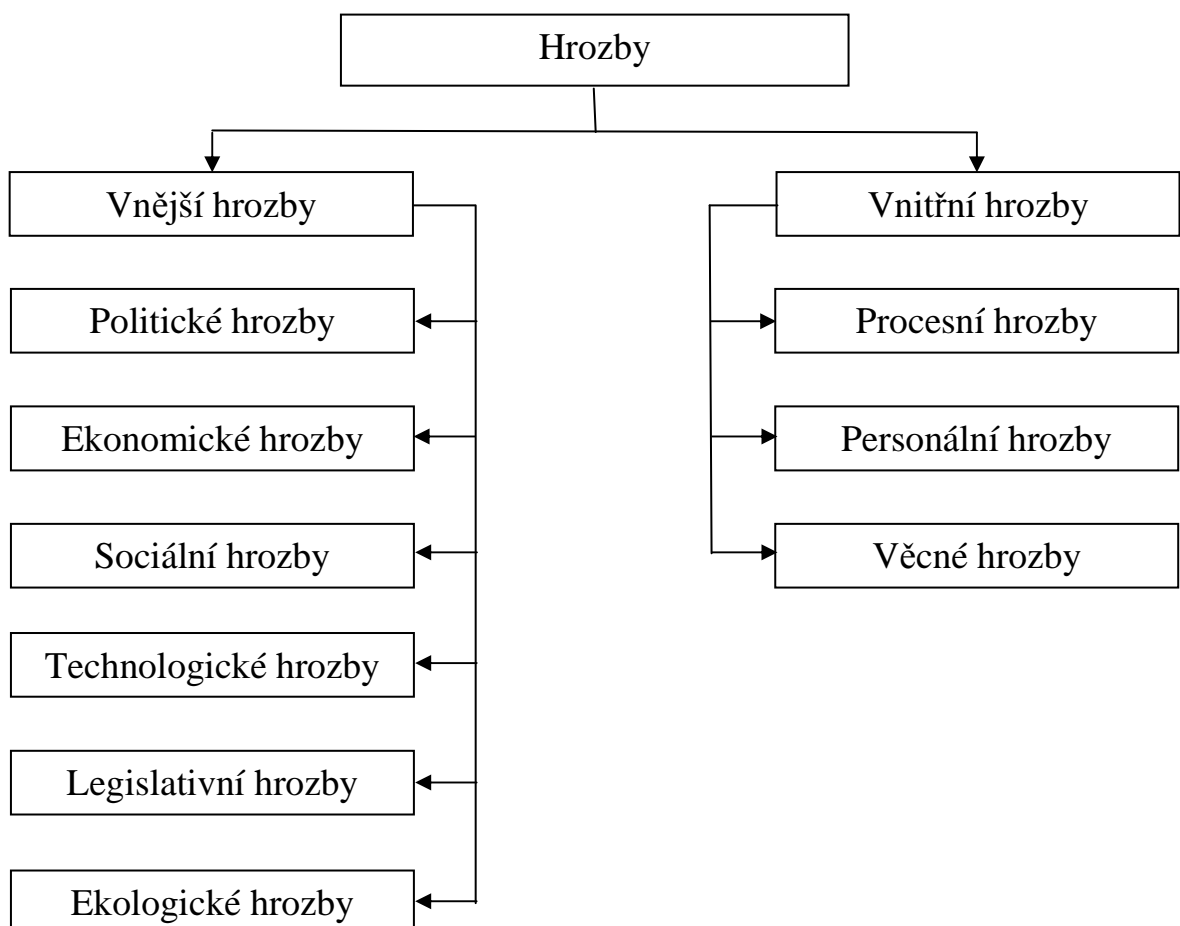 Hrozby
Vnější hrozby
Politické hrozby
Ekonomické hrozby
Sociální hrozby
Technologické hrozby
Legislativní hrozby
Ekologické hrozby
Vnitřní hrozby
Procesní hrozby
Personální hrozby
Věcné hrozby